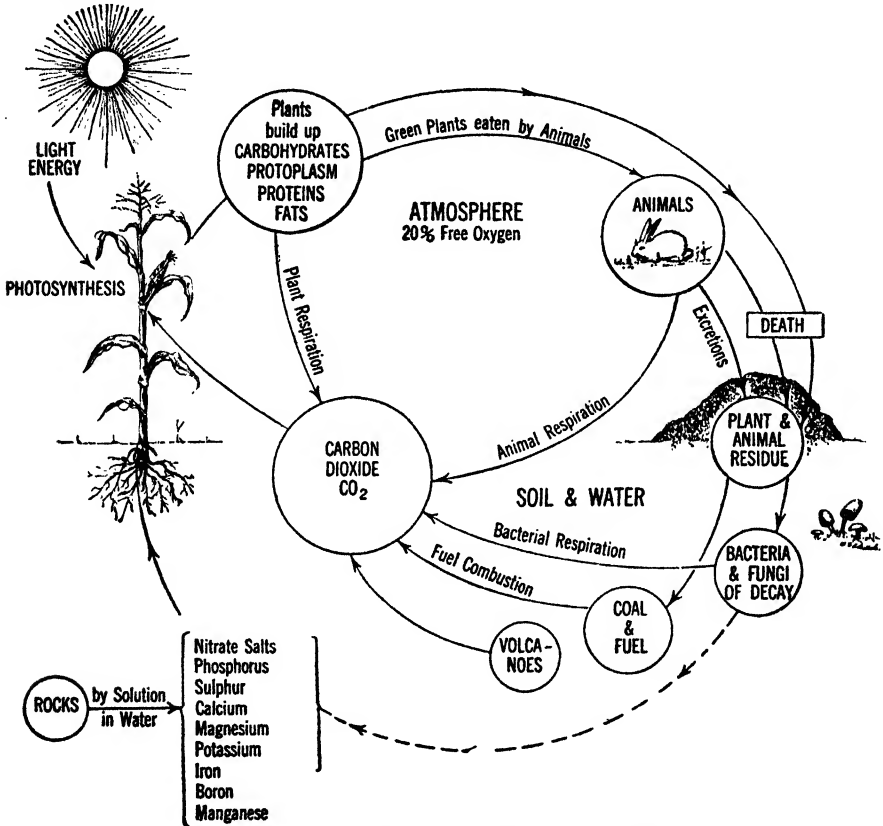 LIGHT
ENERGY
PHOTOSYNTHESIS
Plants
build up
CARBOHYDRATES
PROTOPLASM
PROTEINS
FATS
Green Plants eaten by Animals
ATMOSPHERE
20% Free Oxygen
ANIMALS
Plant Respiration
Excretions
DEATH
Animal Respiration
PLANT &
ANIMAL
RESIDUE
CARBON
DIOXIDE
CO2
SOIL & WATER
Bacterial Respiration
BACTERIA
& FUNGI
OF DECAY
Fuel Combustion
COAL
&
FUEL
VOLCA-
NOES
ROCKS
by Solution
in Water
Nitrate Salts
Phosphorus
Sulphur
Calcium
Magnesium
Potassium
Iron
Boron
Manganese